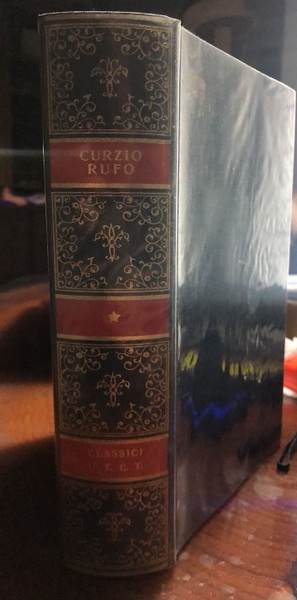 CURZIO
RUFO
CLASSICI
U. T. E. T.